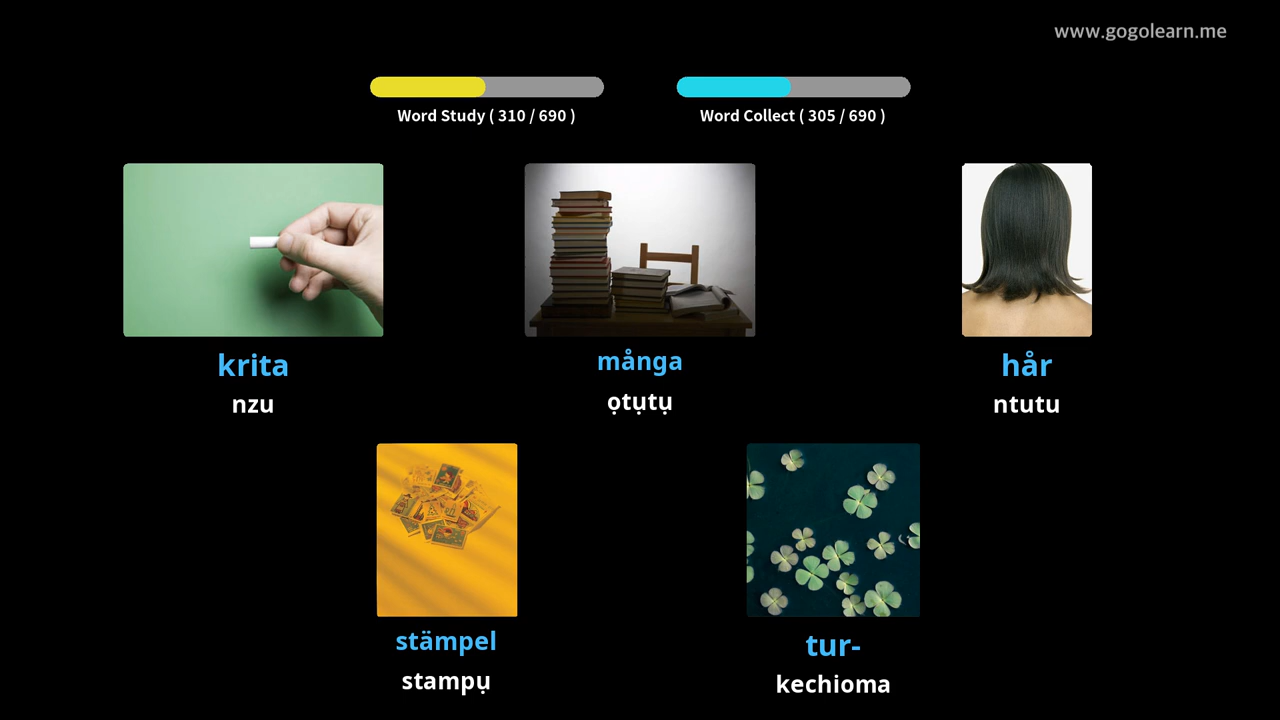 www.gogolearn.me
Word Study ( 310 / 690 )
Word Collect ( 305 / 690 )
krita
nzu
många
ọtụtụ
hår
ntutu
stämpel
stampụ
tur-
kechioma